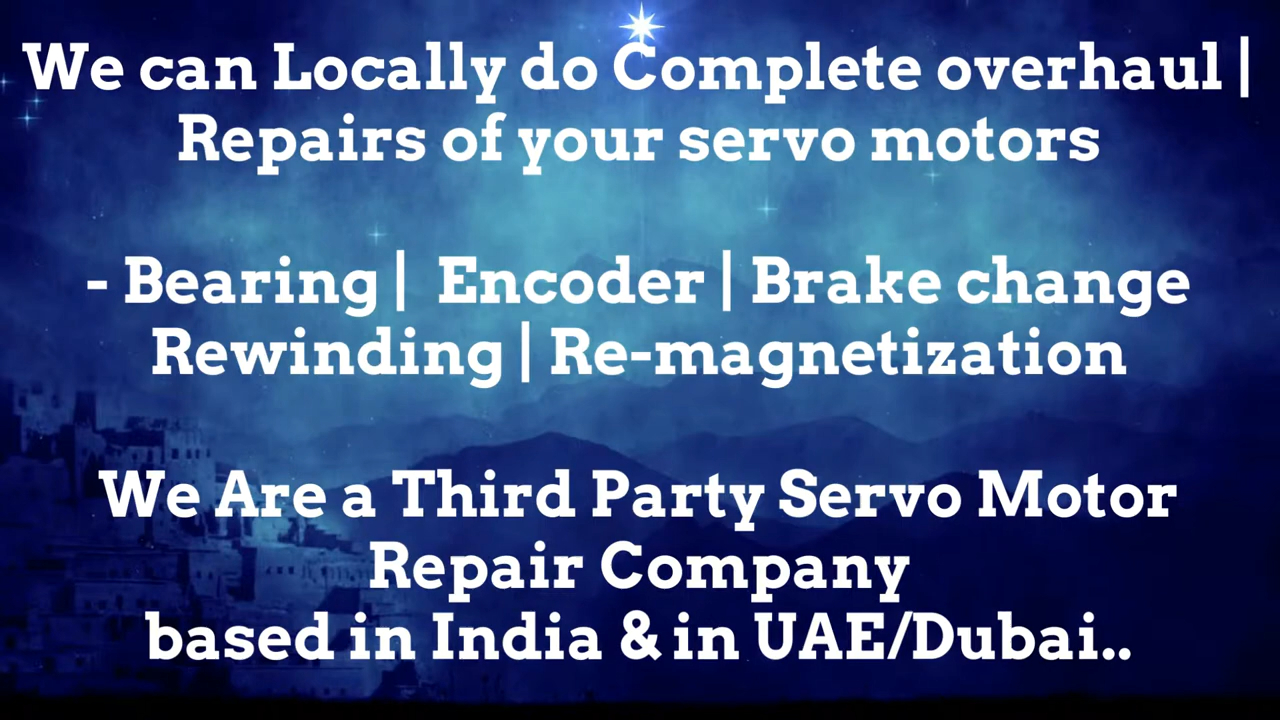 We can Locally do Complete overhaul |
Repairs of your servo motors
- Bearing |  Encoder | Brake change
Rewinding | Re-magnetization
We Are a Third Party Servo Motor
Repair Company
based in India & in UAE/Dubai..